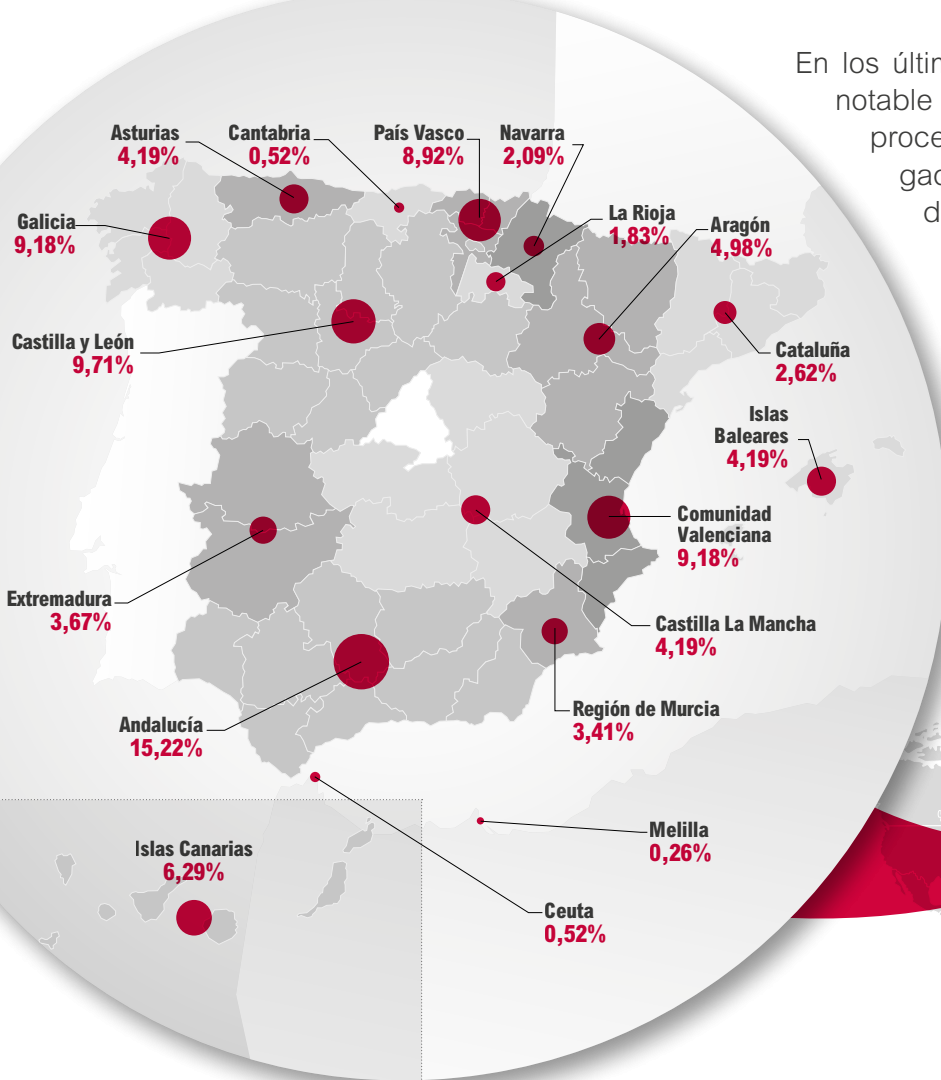 En los últim
notable
proce
gac
d
Asturias
4,19%
Cantabria
0,52%
País Vasco
8,92%
Navarra
2,09%
Galicia
9,18%
La Rioja
1,83%
Aragón
4,98%
Castilla y León
9,71%
Cataluña
2,62%
Islas
Baleares
4,19%
Comunidad
Valenciana
9,18%
Extremadura
3,67%
Castilla La Mancha
4,19%
Andalucía
15,22%
Región de Murcia
3,41%
Islas Canarias
6,29%
Melilla
0,26%
Ceuta
0,52%